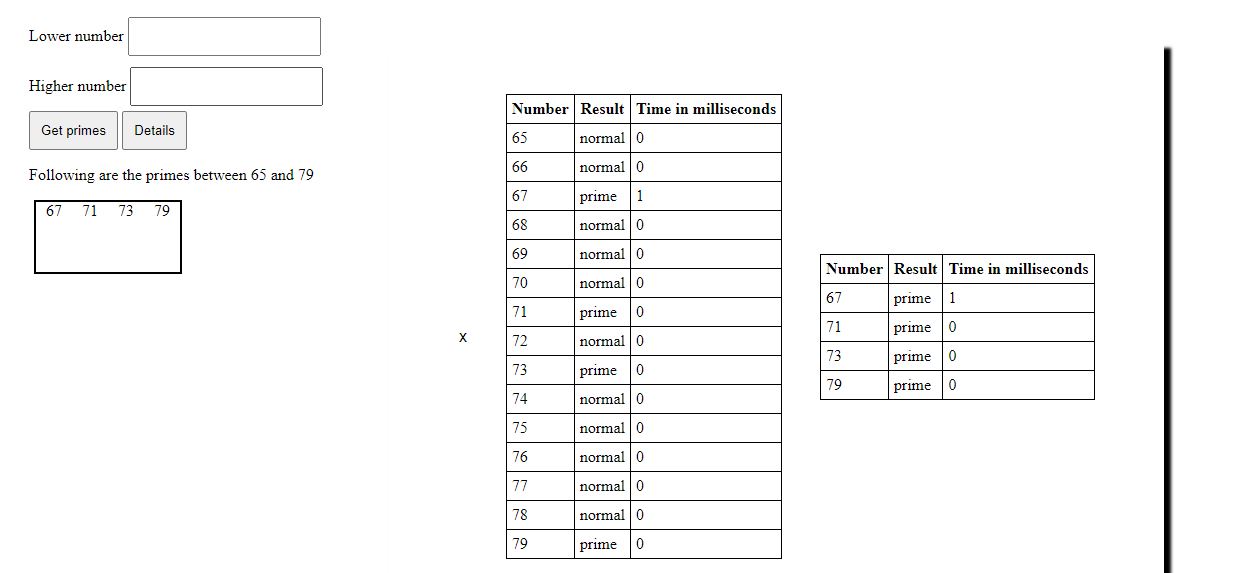 Lower number
Higher number
Get primes Details
Following are the primes between 65 and 79
67 71 73 79
x
Number Result Time in milliseconds
65 normal 0
66 normal 0
67 prime 1
68 normal 0
69 normal 0
70 normal 0
71 prime 0
72 normal 0
73 prime 0
74 normal 0
75 normal 0
76 normal 0
77 normal 0
78 normal 0
79 prime 0
Number Result Time in milliseconds
67 prime 1
71 prime 0
73 prime 0
79 prime 0